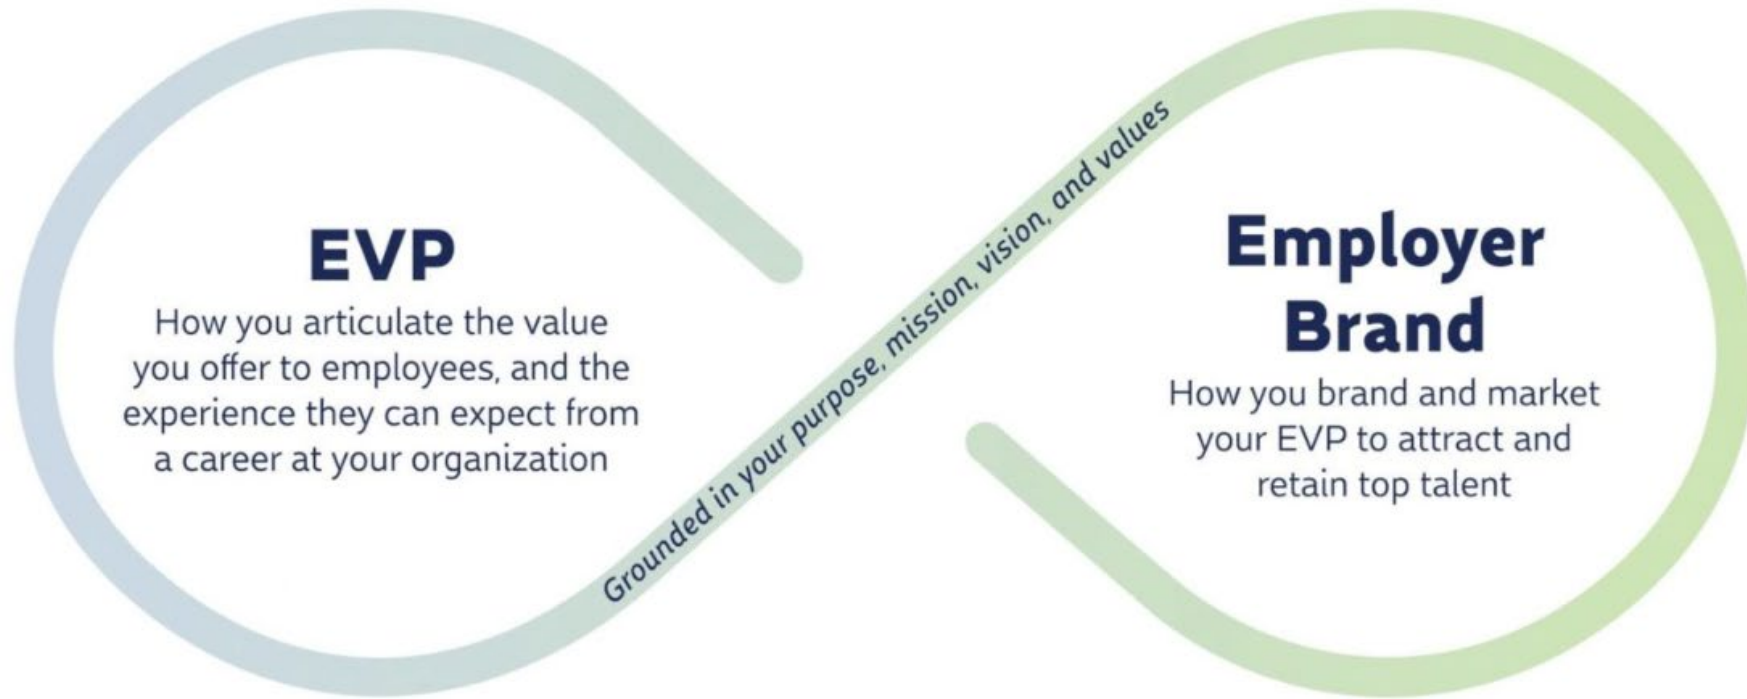 EVP
How you articulate the value
you offer to employees, and the
experience they can expect from
a career at your organization
Grounded in your purpose, mission, vision, and values
Employer
Brand
How you brand and market
your EVP to attract and
retain top talent